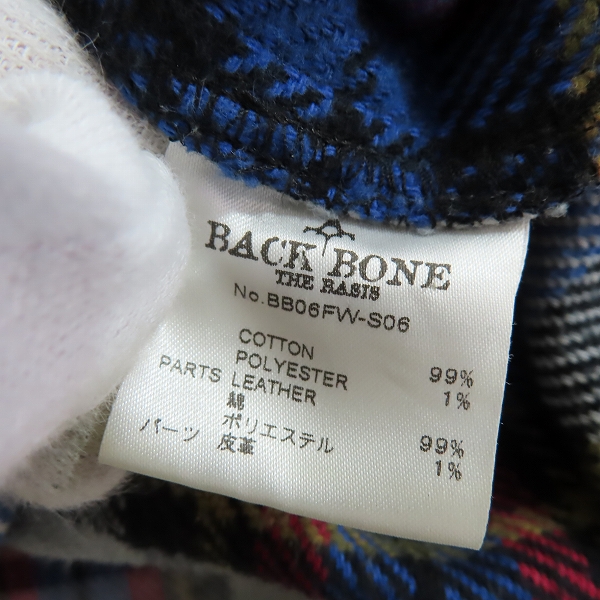 BACK BONE
THE BASIS
No.BB06FW-S06
COTTON 99%
POLYESTER 1%
PARTS LEATHER
綿 99%
ポリエステル 1%
パーツ 皮革